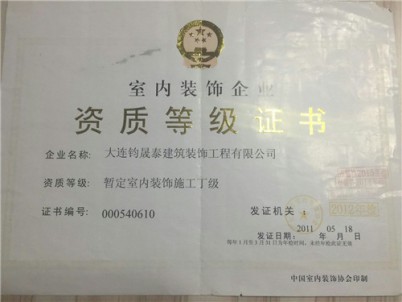 室内装饰企业
资质等级证书
企业名称: 大连钧晟泰建筑装饰工程有限公司
资质等级: 暂定室内装饰施工丁级
证书编号: 000540610
发证机关
2011 05 18
发证日期: 年 月 日
中国室内装饰协会印制